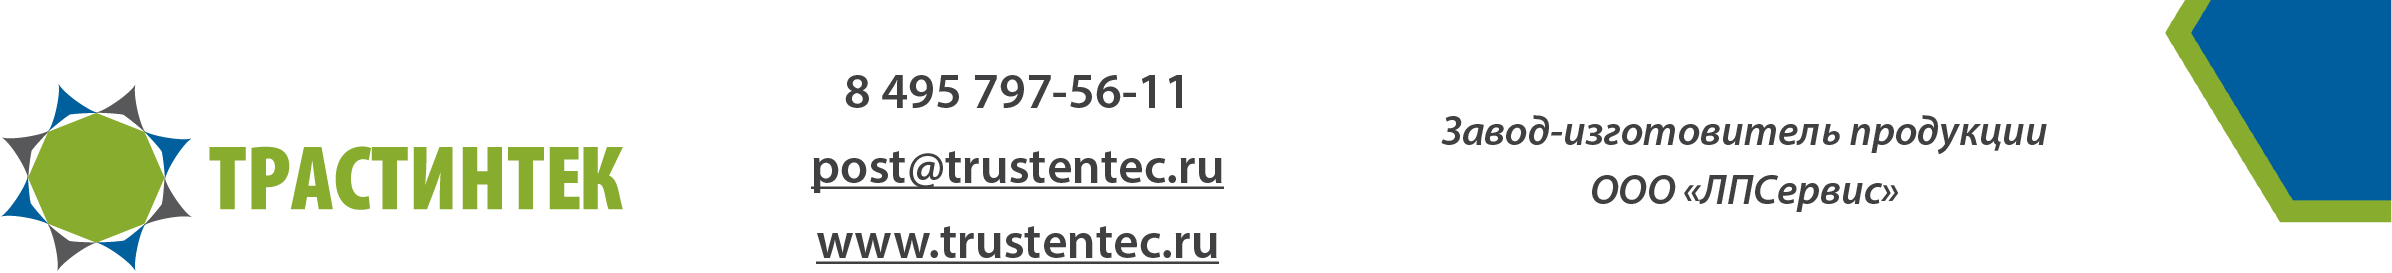 ТРАСТИНТЕК
8 495 797-56-11
post@trustentec.ru
www.trustentec.ru
Завод-изготовитель продукции
ООО «ЛПСервис»